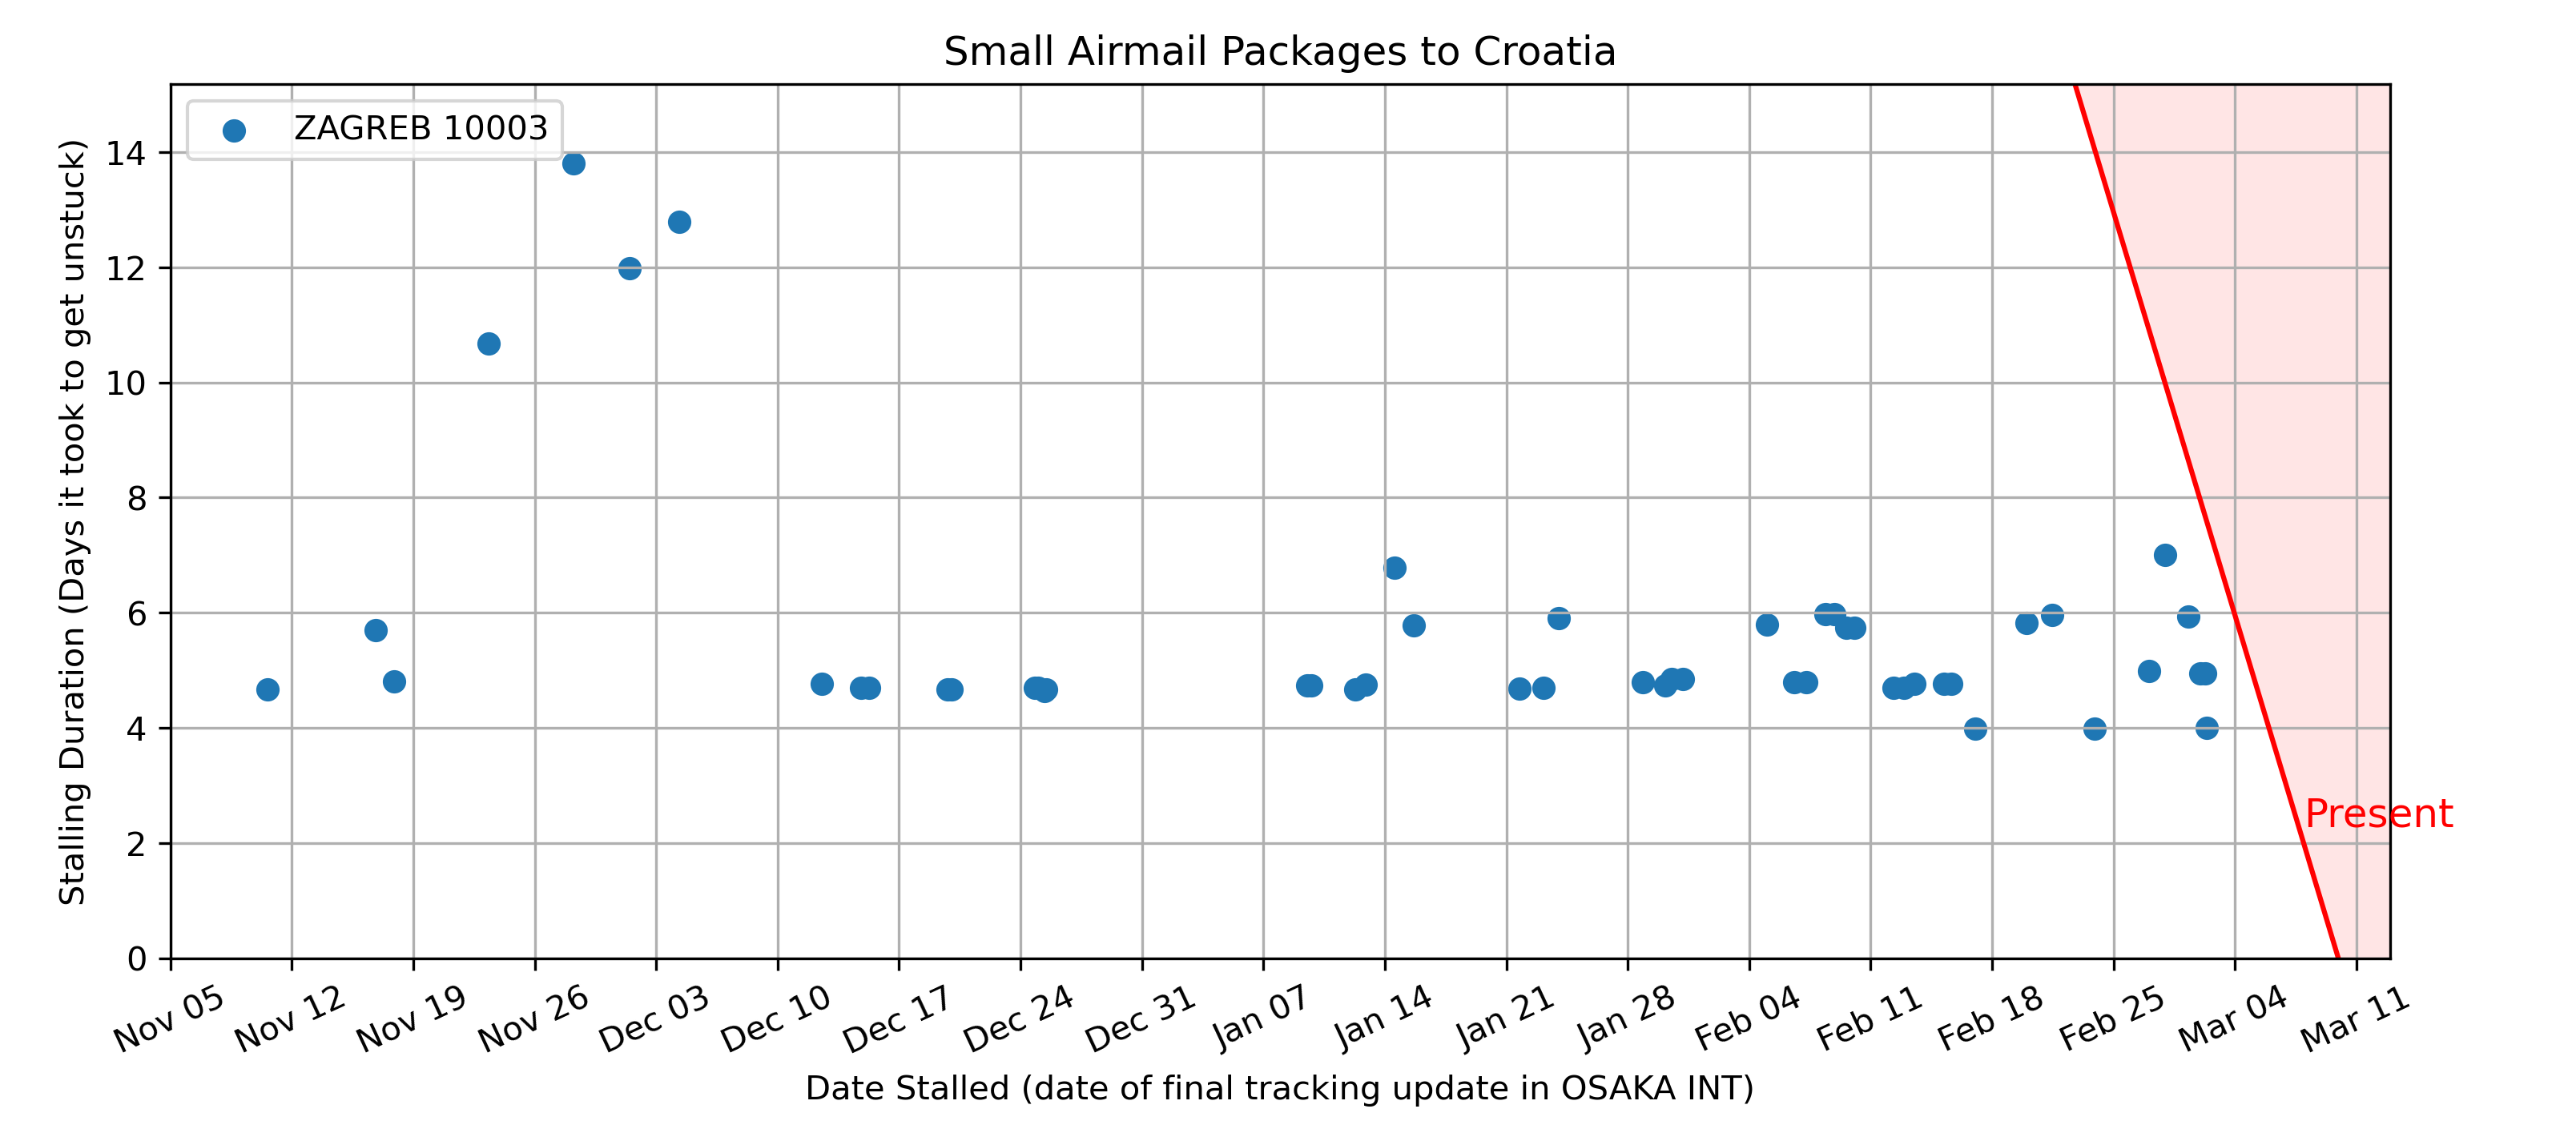 Small Airmail Packages to Croatia
ZAGREB 10003
Stalling Duration (Days it took to get unstuck)
14
12
10
8
6
4
2
0
Present
Nov 05
Nov 12
Nov 19
Nov 26
Dec 03
Dec 10
Dec 17
Dec 24
Dec 31
Jan 07
Jan 14
Jan 21
Jan 28
Feb 04
Feb 11
Feb 18
Feb 25
Mar 04
Mar 11
Date Stalled (date of final tracking update in OSAKA INT)